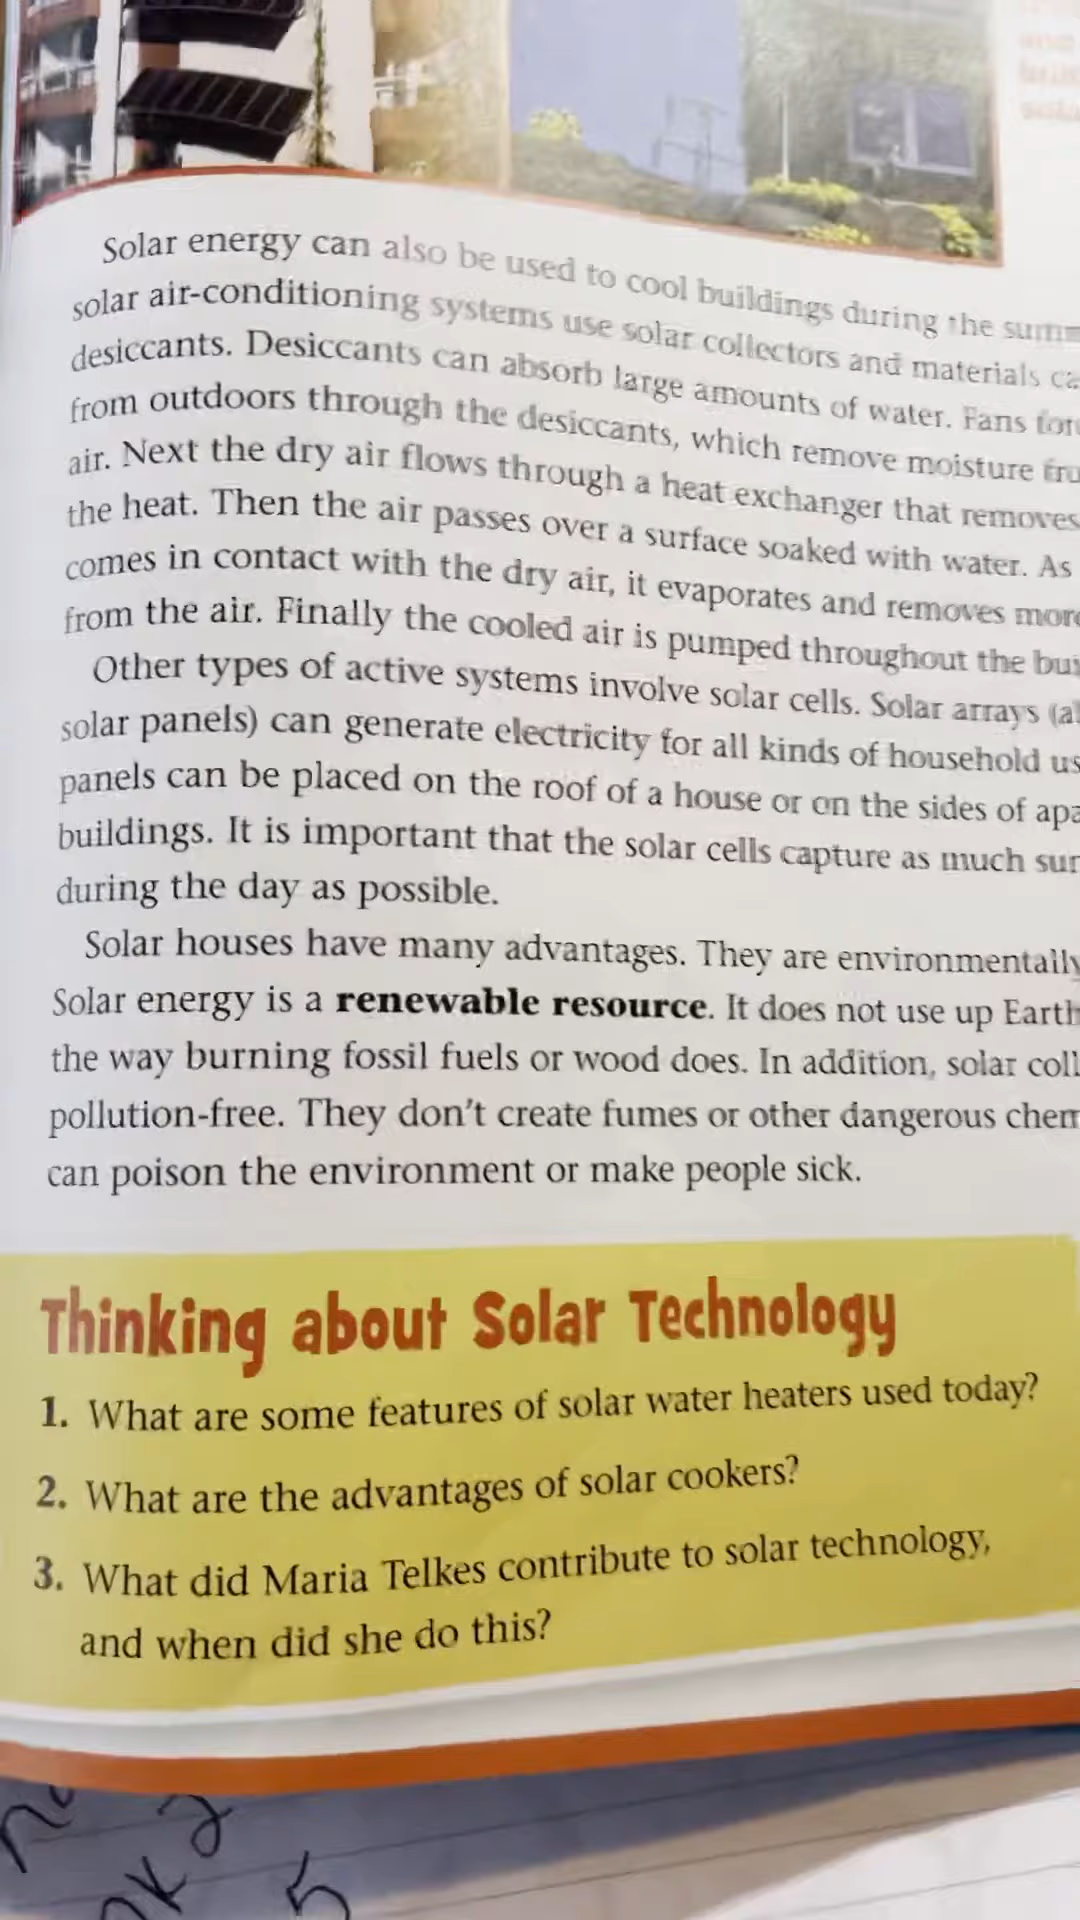 Solar energy can also be used to cool buildings during the
solar air-conditioning systems use solar collectors and materials
desiccants. Desiccants can absorb large amounts of water. Fans
from outdoors through the desiccants, which remove moisture
air. Next the dry air flows through a heat exchanger that removes
the heat. Then the air passes over a surface soaked with water. As
comes in contact with the dry air, it evaporates and removes
from the air. Finally the cooled air is pumped throughout the
Other types of active systems involve solar cells. Solar arrays
solar panels) can generate electricity for all kinds of household
panels can be placed on the roof of a house or on the sides of
buildings. It is important that the solar cells capture as much
during the day as possible.
Solar houses have many advantages. They are environmentally
Solar energy is a renewable resource. It does not use up
the way burning fossil fuels or wood does. In addition, solar
pollution-free. They don't create fumes or other dangerous
can poison the environment or make people sick.
Thinking about Solar Technology
1. What are some features of solar water heaters used today?
2. What are the advantages of solar cookers?
3. What did Maria Telkes contribute to solar technology,
and when did she do this?
5